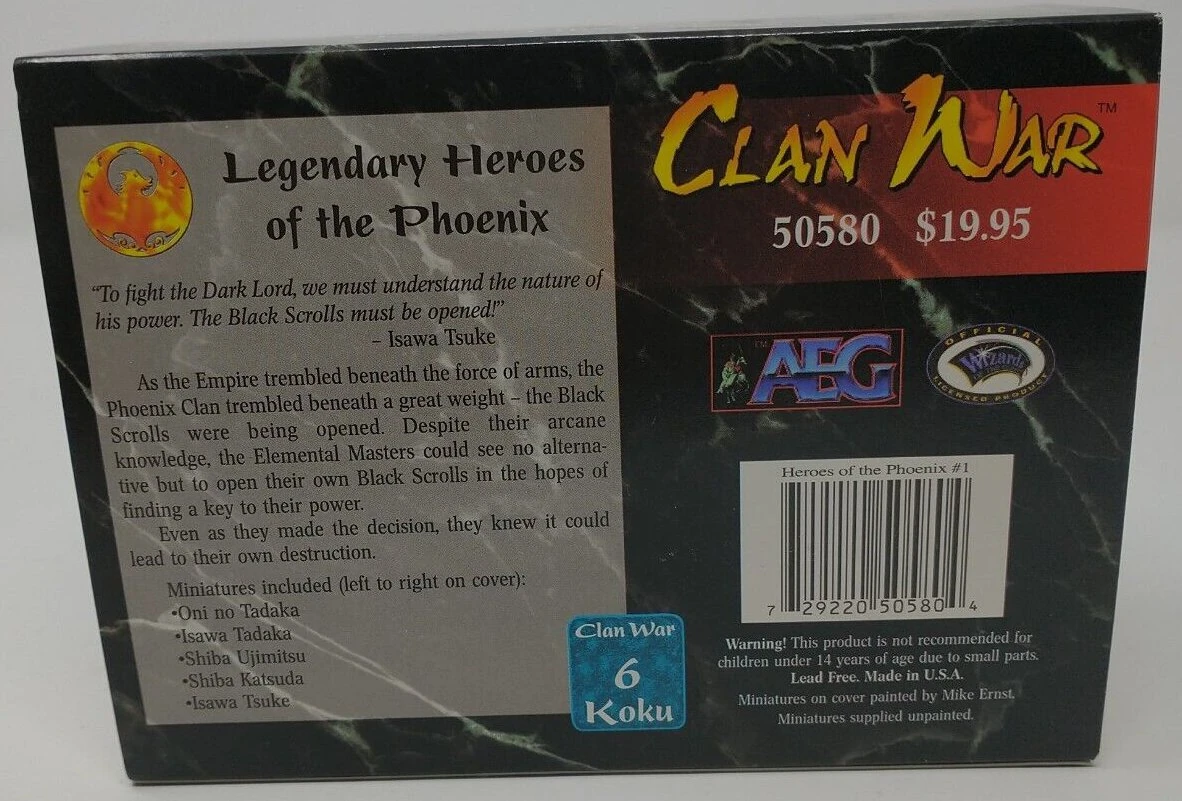 Legendary Heroes
of the Phoenix
"To fight the Dark Lord, we must understand the nature of
his power. The Black Scrolls must be opened!"
– Isawa Tsuke
As the Empire trembled beneath the force of arms, the
Phoenix Clan trembled beneath a great weight – the Black
Scrolls were being opened. Despite their arcane
knowledge, the Elemental Masters could see no alterna-
tive but to open their own Black Scrolls in the hopes of
finding a key to their power.
Even as they made the decision, they knew it could
lead to their own destruction.
Miniatures included (left to right on cover):
•Oni no Tadaka
•Isawa Tadaka
•Shiba Ujimitsu
•Shiba Katsuda
•Isawa Tsuke
Clan War
6
Koku
CLAN WAR™
50580 $19.95
™AEG
OFFICIAL
Wizards
LICENSED PRODUCT
Heroes of the Phoenix #1
7 29220 50580 4
Warning! This product is not recommended for
children under 14 years of age due to small parts.
Lead Free. Made in U.S.A.
Miniatures on cover painted by Mike Ernst.
Miniatures supplied unpainted.